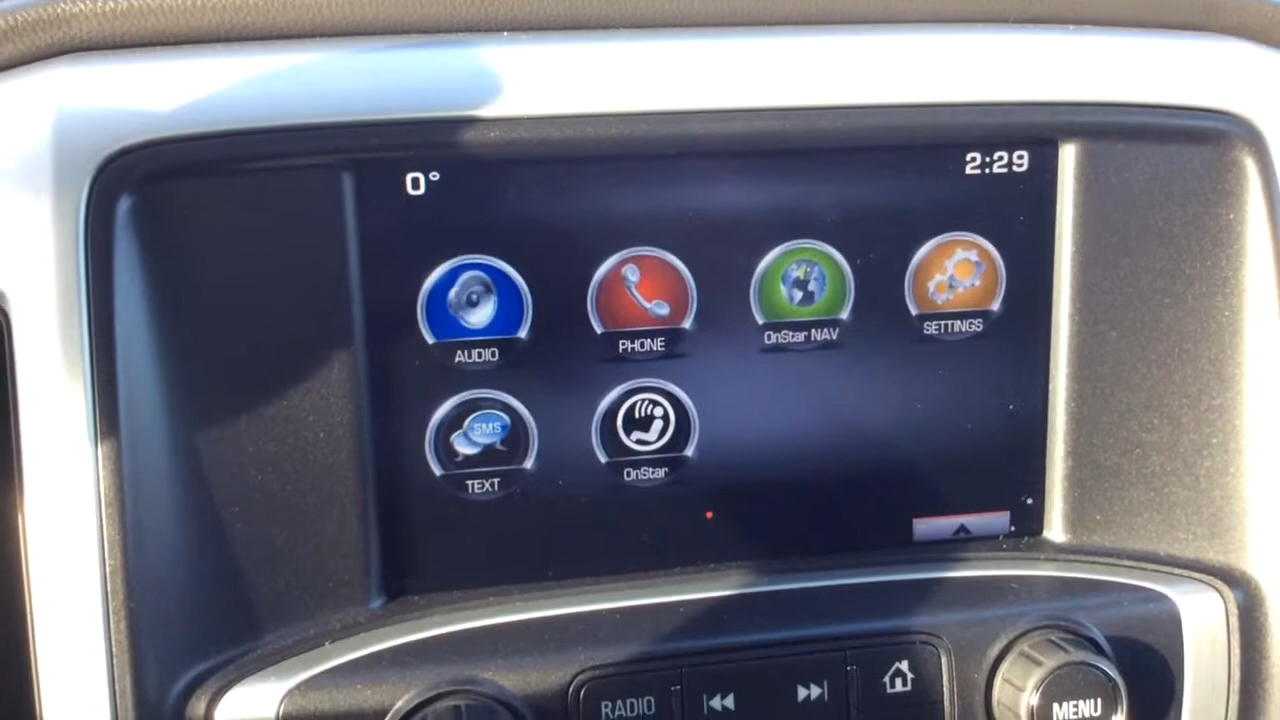 0° 2:29
AUDIO PHONE OnStar NAV SETTINGS
SMS
TEXT OnStar
RADIO MENU